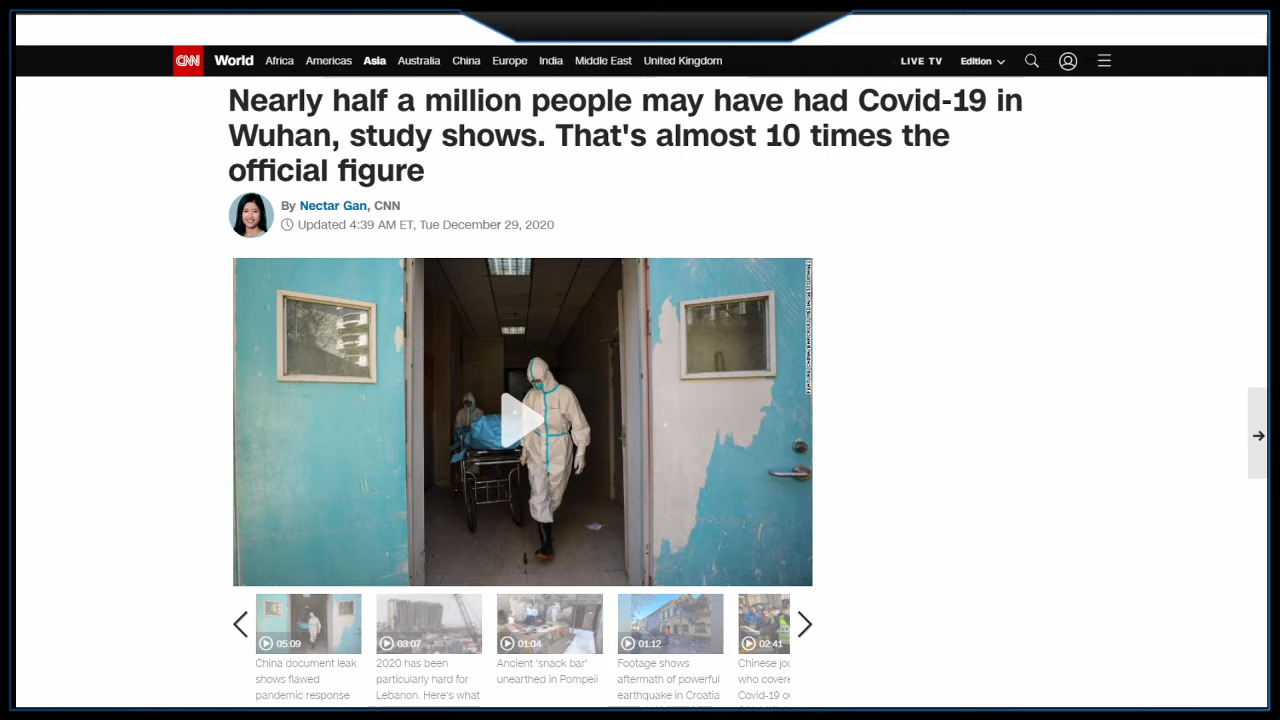 CNN World Africa Americas Asia Australia China Europe India Middle East United Kingdom LIVE TV Edition
Nearly half a million people may have had Covid-19 in
Wuhan, study shows. That's almost 10 times the
official figure
By Nectar Gan, CNN
Updated 4:39 AM ET, Tue December 29, 2020
05:09
03:07
01:04
01:12
02:41
China document leak
shows flawed
pandemic response
2020 has been
particularly hard for
Lebanon. Here's what
Ancient 'snack bar'
unearthed in Pompeii
Footage shows
aftermath of powerful
earthquake in Croatia
Chinese jou
who covere
Covid-19 o